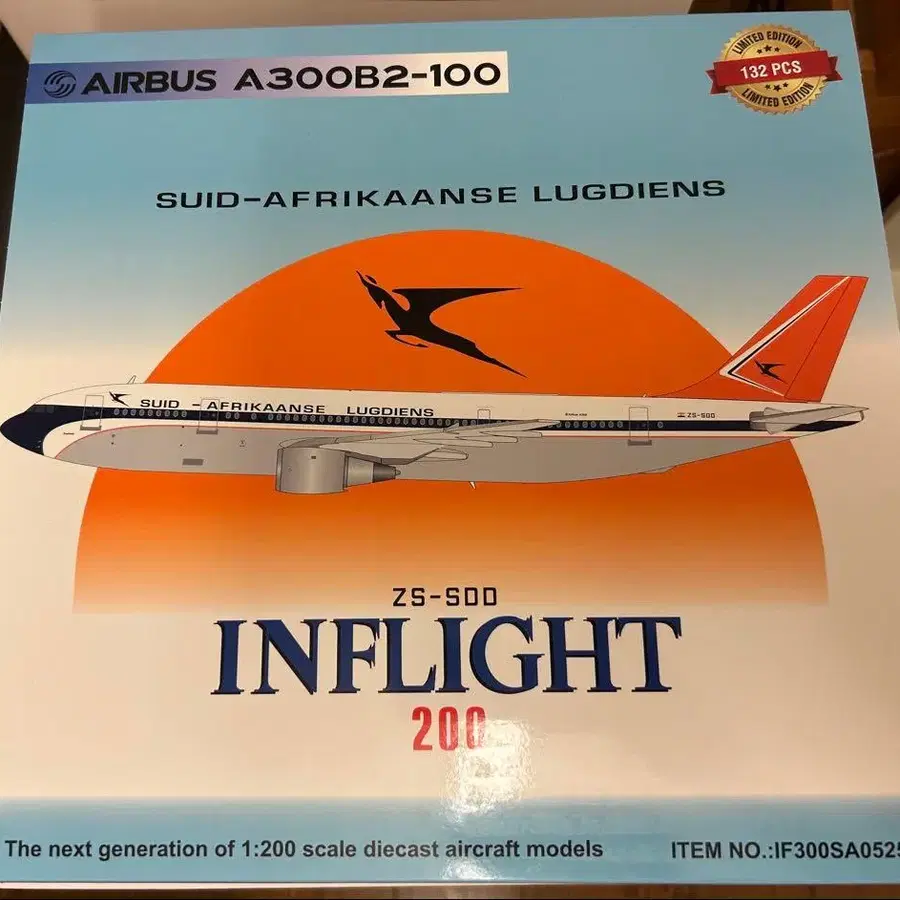 AIRBUS A300B2-100
LIMITED EDITION
132 PCS
LIMITED EDITION
SUID-AFRIKAANSE LUGDIENS
SUID - AFRIKAANSE LUGDIENS
ZS-SDD
ZS-SDD
INFLIGHT
200
The next generation of 1:200 scale diecast aircraft models
ITEM NO.:IF300SA0525